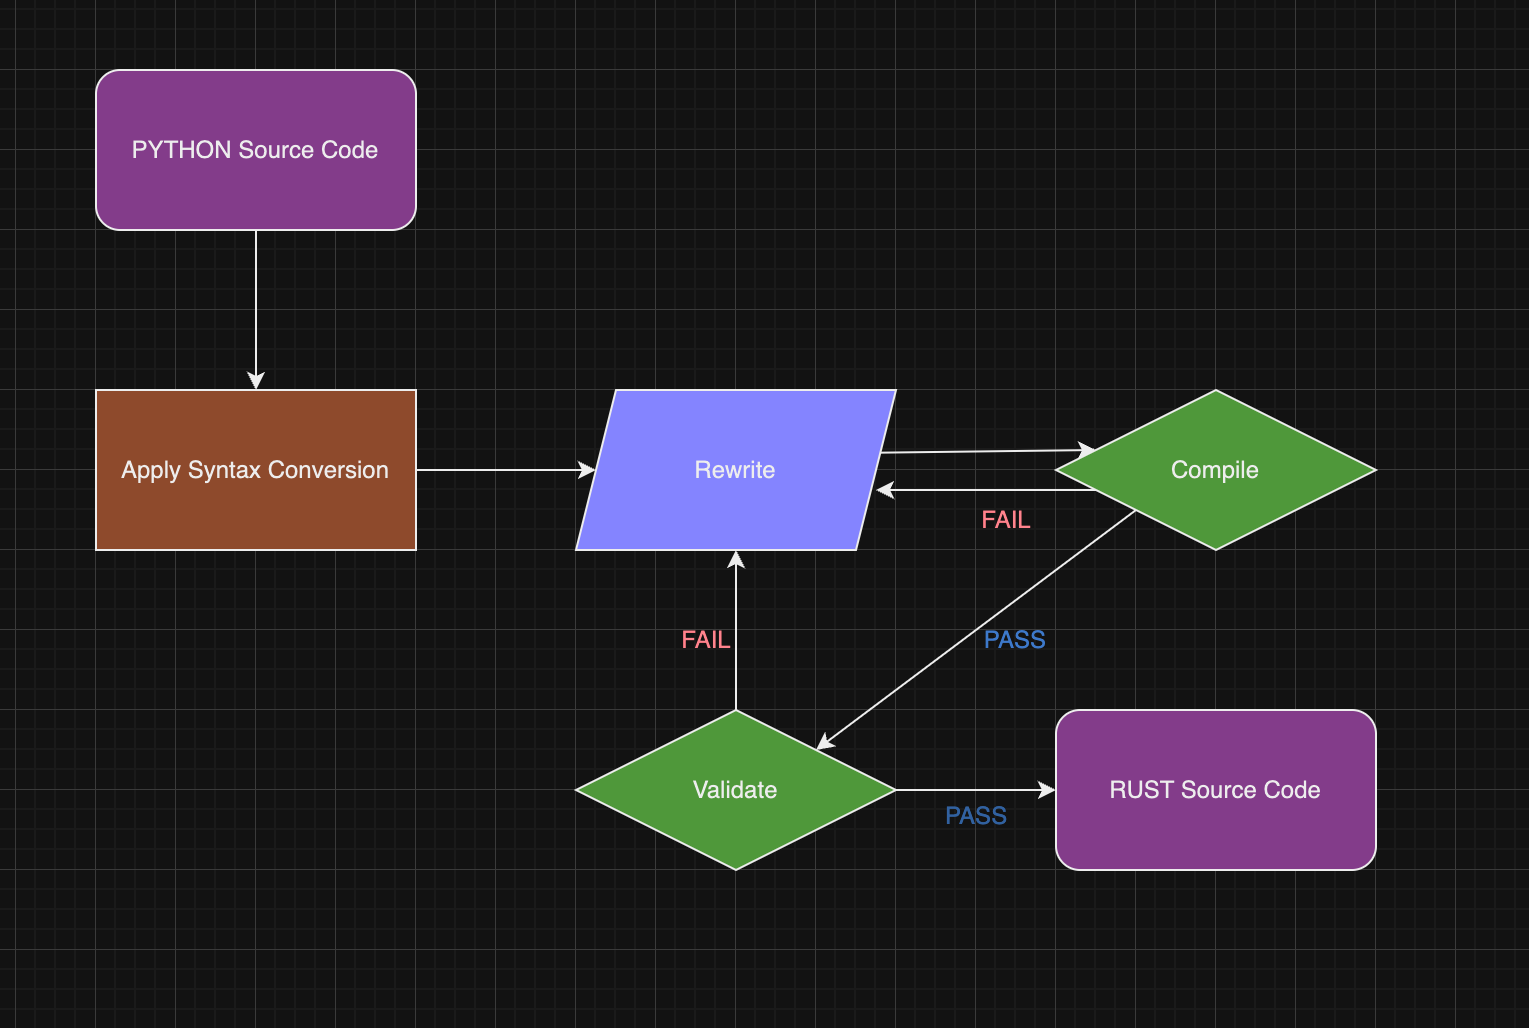 PYTHON Source Code
Apply Syntax Conversion
Rewrite
Compile
FAIL
FAIL
PASS
Validate
RUST Source Code
PASS